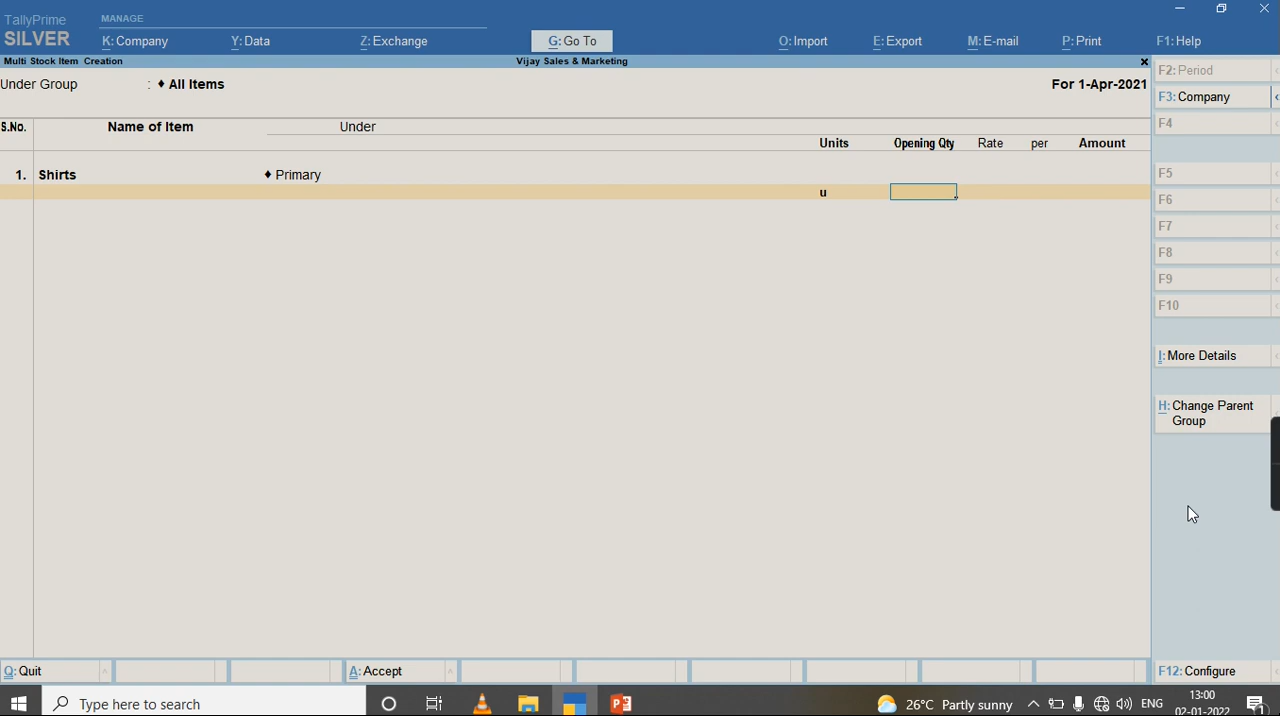 TallyPrime
SILVER
MANAGE
K: Company
Y: Data
Z: Exchange
G: Go To
O: Import
E: Export
M: E-mail
P: Print
F1: Help
Multi Stock Item Creation
Vijay Sales & Marketing
Under Group : ♦ All Items
For 1-Apr-2021
S.No.
Name of Item
Under
Units
Opening Qty
Rate
per
Amount
1. Shirts ♦ Primary
u
F2: Period
F3: Company
F4
F5
F6
F7
F8
F9
F10
I: More Details
H: Change Parent
Group
Q: Quit
A: Accept
F12: Configure
Type here to search
26°C Partly sunny
ENG
13:00
02-01-2022
1